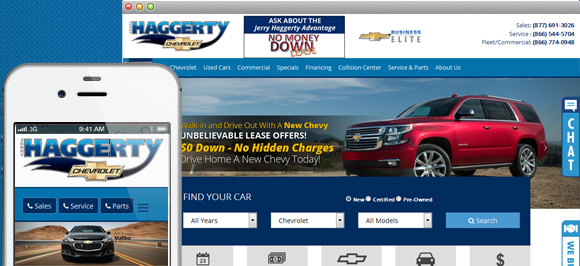 HAGGERTY
CHEVROLET
ASK ABOUT THE
Jerry Haggerty Advantage
NO MONEY
DOWN
BUSINESS
ELITE
Sales: (877) 691-3026
Service : (866) 544-5704
Fleet/Commercial: (866) 774-0948
Chevrolet Used Cars Commercial Specials Financing Collision Center Service & Parts About Us
Walk-in and Drive Out With A New Chevy
UNBELIEVABLE LEASE OFFERS!
$0 Down - No Hidden Charges
Drive Home A New Chevy Today!
CHAT
FIND YOUR CAR
New Certified Pre-Owned
All Years
Chevrolet
All Models
Search
23
$
WE BU
3G
9:41 AM
HAGGERTY
CHEVROLET
Sales
Service
Parts
Malibu